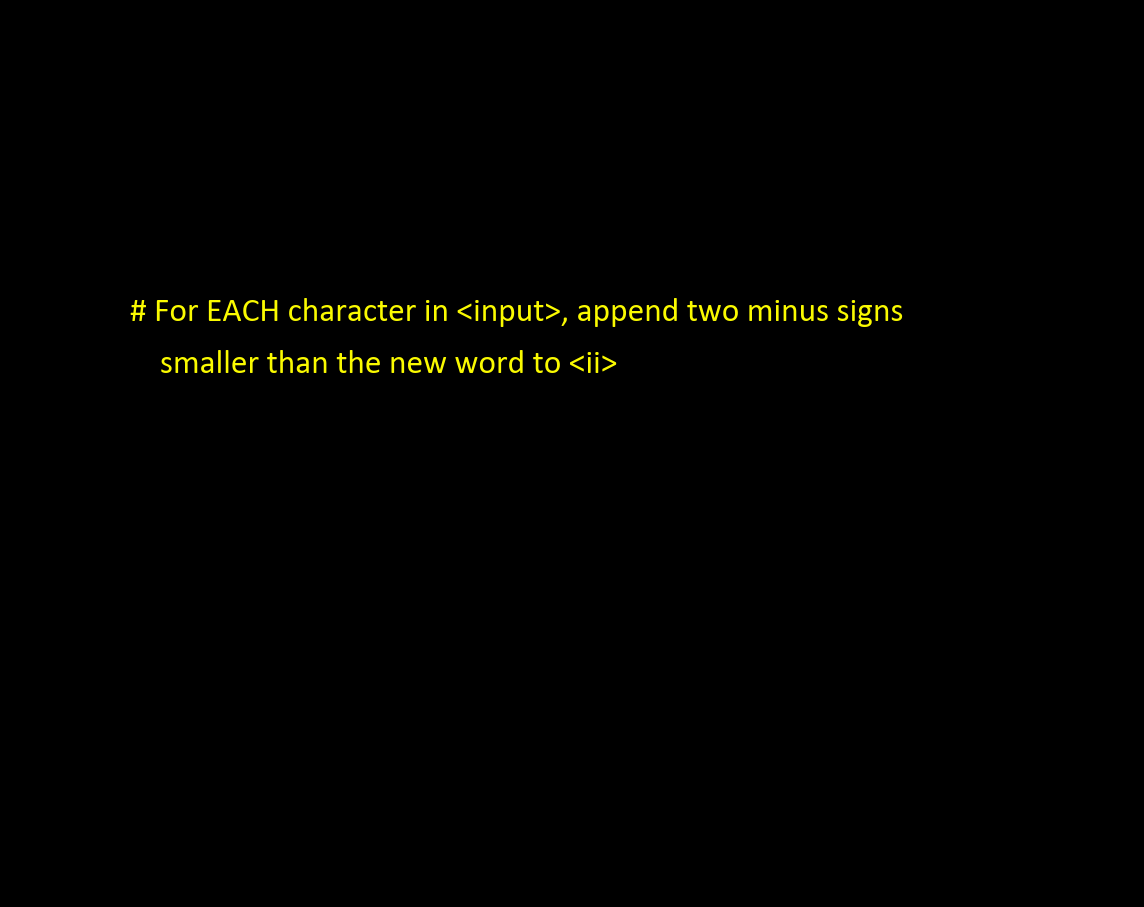 # For EACH character in <input>, append two minus signs
smaller than the new word to <ii>